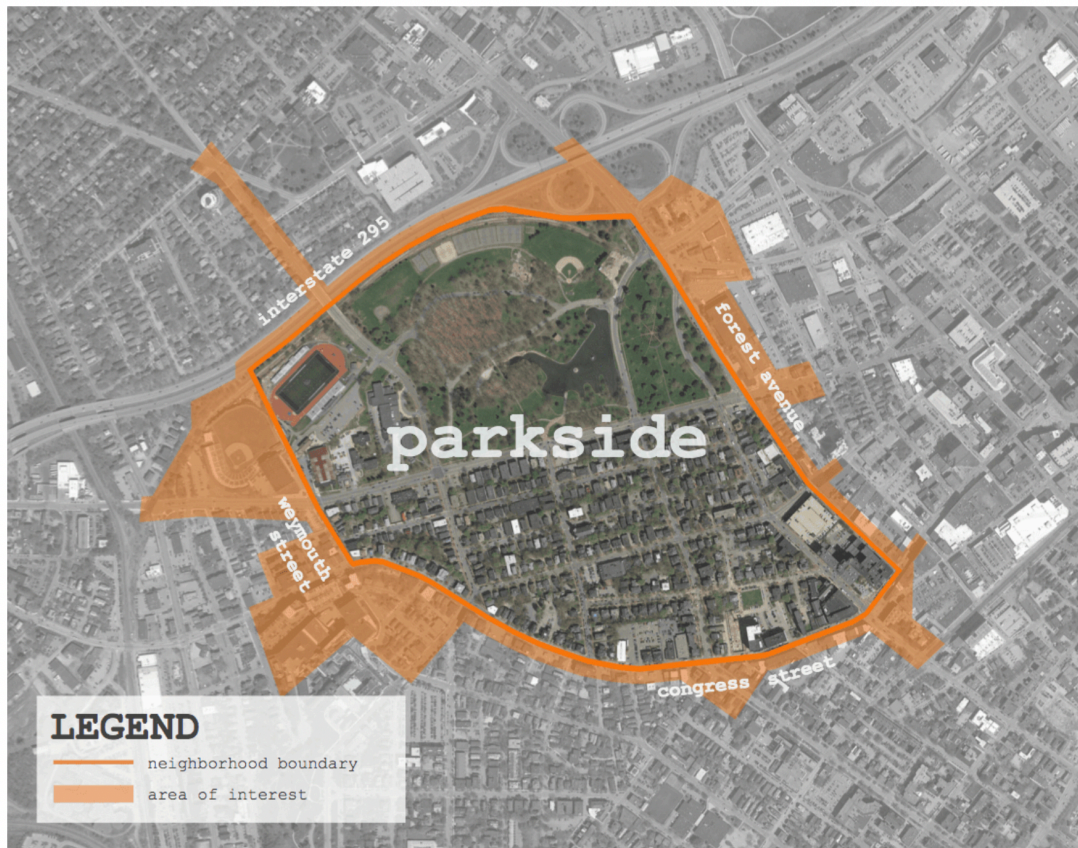 interstate 295
forest avenue
parkside
weymouth
street
congress street
LEGEND
neighborhood boundary
area of interest